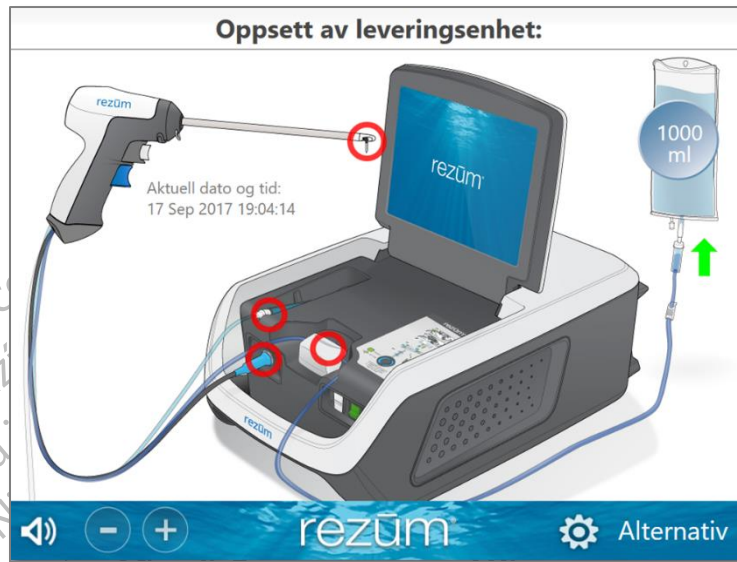 Oppsett av leveringsenhet:
rezūm
1000
ml
rezūm
Aktuell dato og tid:
17 Sep 2017 19:04:14
rezūm
rezūm
Alternativ